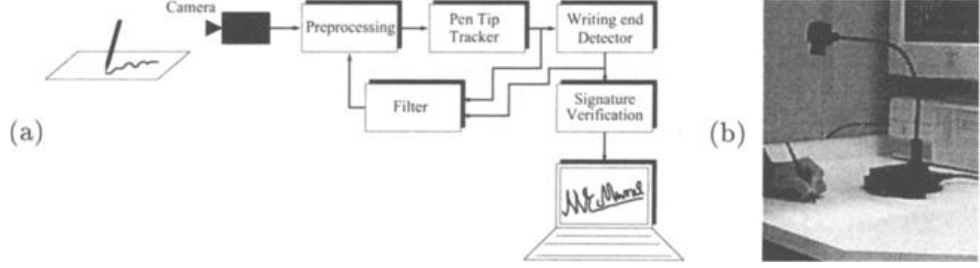 Camera
Preprocessing
Pen Tip
Tracker
Writing end
Detector
Filter
Signature
Verification
(a)
(b)